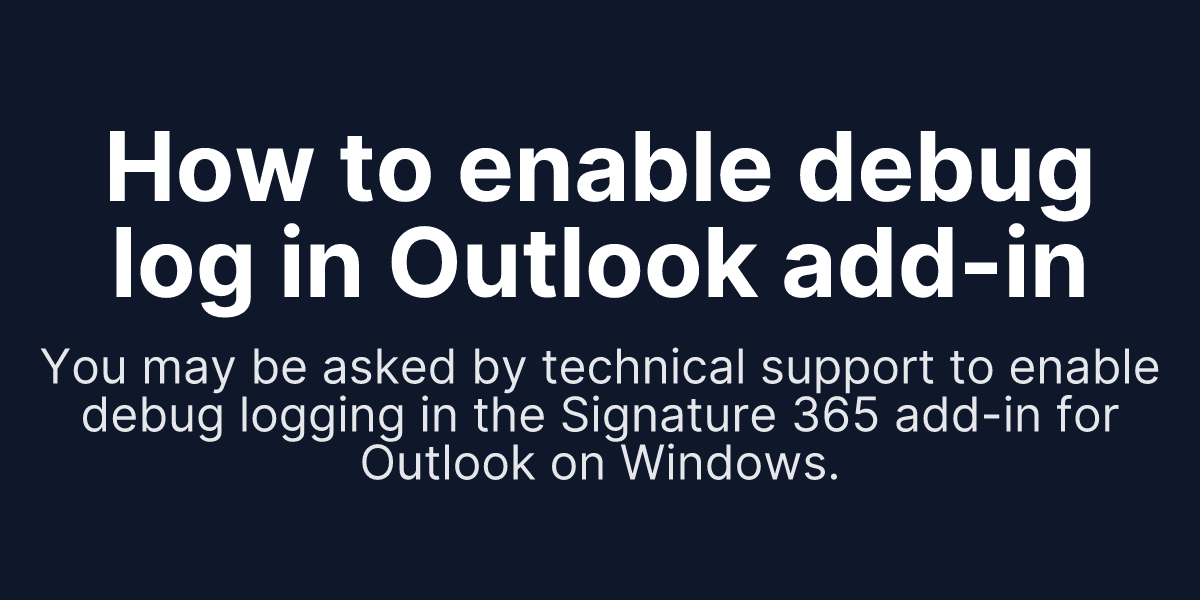 How to enable debug
log in Outlook add-in
You may be asked by technical support to enable
debug logging in the Signature 365 add-in for
Outlook on Windows.